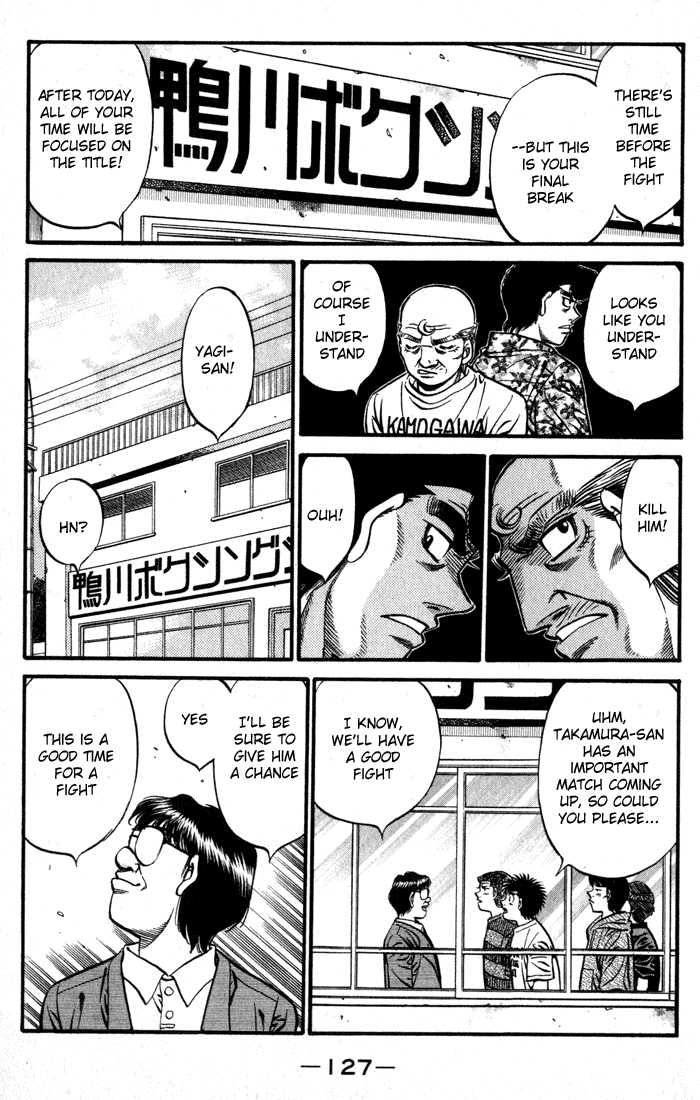 THERE'S
STILL
TIME
BEFORE
THE
FIGHT
--BUT THIS
IS YOUR
FINAL
BREAK
AFTER TODAY,
ALL OF YOUR
TIME WILL BE
FOCUSED ON
THE TITLE!
鴨川ボクシン
LOOKS
LIKE YOU
UNDER-
STAND
OF
COURSE
I
UNDER-
STAND
KAMOGAWA
KILL
HIM!
OUH!
YAGI-
SAN!
HN?
鴨川ボクシングジ
UHM,
TAKAMURA-SAN
HAS AN
IMPORTANT
MATCH COMING
UP, SO COULD
YOU PLEASE...
I KNOW,
WE'LL HAVE
A GOOD
FIGHT
I'LL BE
SURE TO
GIVE HIM
A CHANCE
YES
THIS IS A
GOOD TIME
FOR A
FIGHT
—127—